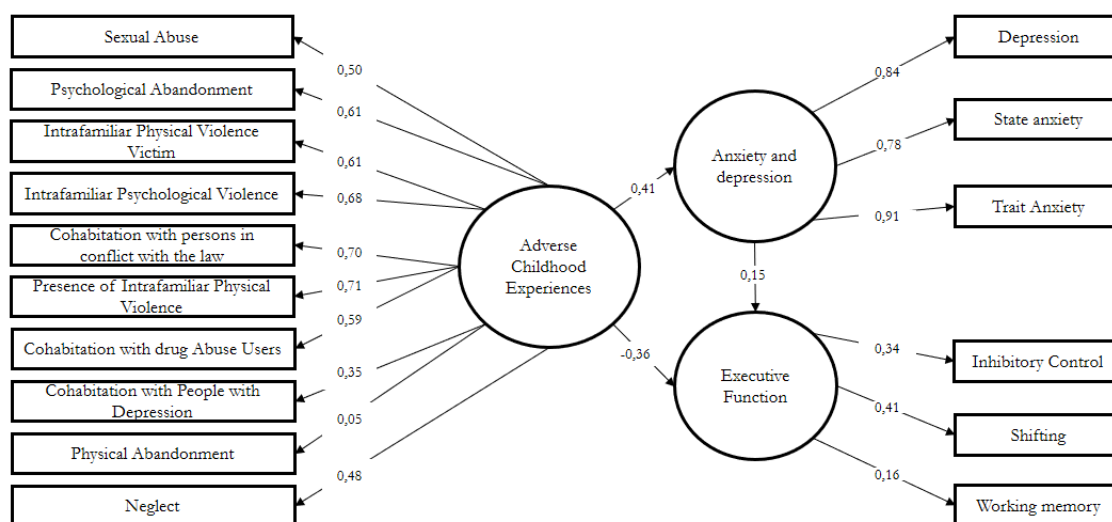 Sexual Abuse
0,50
Psychological Abandonment
0,61
Intrafamiliar Physical Violence
Victim
0,61
Intrafamiliar Psychological Violence
0,68
Cohabitation with persons in
conflict with the law
0,70
Presence of Intrafamiliar Physical
Violence
0,71
0,59
Cohabitation with drug Abuse Users
0,35
Cohabitation with People with
Depression
0,05
Physical Abandonment
0,48
Neglect
Adverse
Childhood
Experiences
0,41
-0,36
Anxiety and
depression
0,15
Executive
Function
0,84
Depression
0,78
State anxiety
0,91
Trait Anxiety
0,34
Inhibitory Control
0,41
Shifting
0,16
Working memory